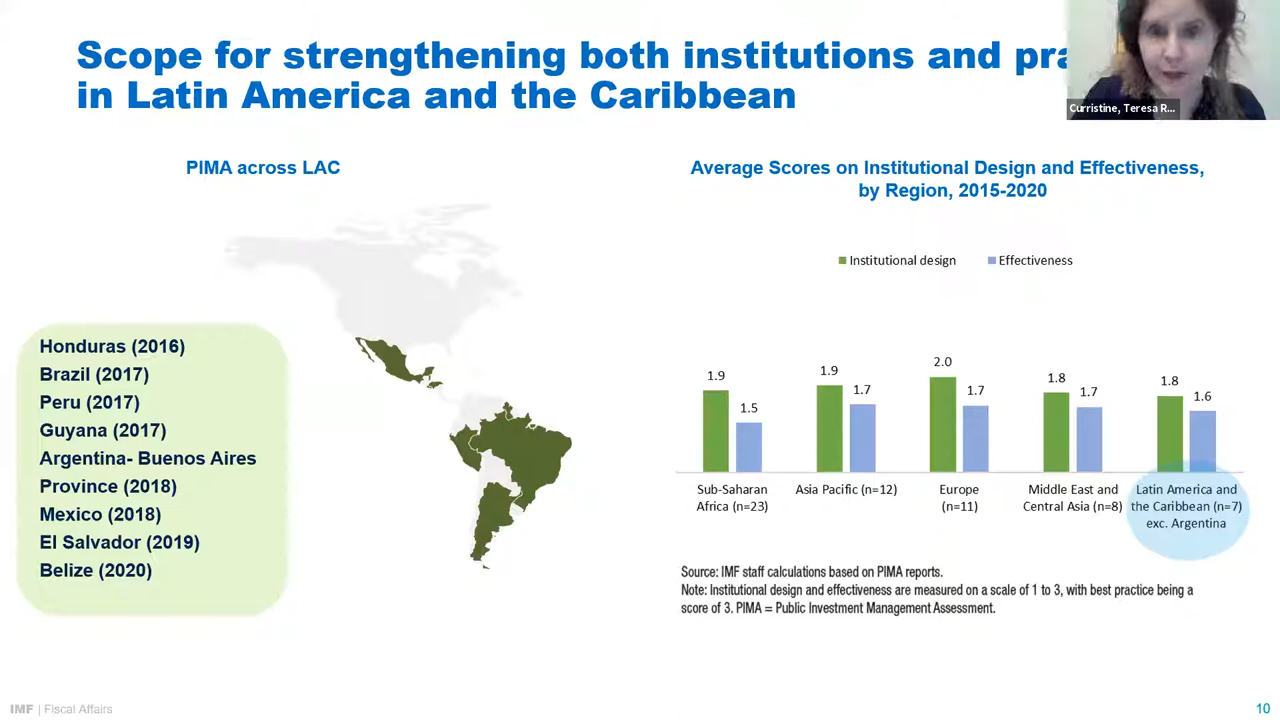 Scope for strengthening both institutions and
in Latin America and the Caribbean
Curristine, Teresa R...
PIMA across LAC
Honduras (2016)
Brazil (2017)
Peru (2017)
Guyana (2017)
Argentina- Buenos Aires
Province (2018)
Mexico (2018)
El Salvador (2019)
Belize (2020)
Average Scores on Institutional Design and Effectiveness,
by Region, 2015-2020
Institutional design
Effectiveness
1.9
1.5
1.9
1.7
2.0
1.7
1.8
1.7
1.8
1.6
Sub-Saharan
Africa (n=23)
Asia Pacific (n=12)
Europe
(n=11)
Middle East and
Central Asia (n=8)
Latin America and
the Caribbean (n=7)
exc. Argentina
Source: IMF staff calculations based on PIMA reports.
Note: Institutional design and effectiveness are measured on a scale of 1 to 3, with best practice being a
score of 3. PIMA = Public Investment Management Assessment.
IMF | Fiscal Affairs
10